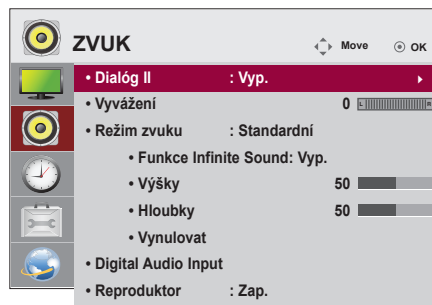 ZVUK
Move OK
• Dialóg II : Vyp.
• Vyvážení 0 L R
• Režim zvuku : Standardní
• Funkce Infinite Sound: Vyp.
• Výšky 50
• Hloubky 50
• Vynulovat
• Digital Audio Input
• Reproduktor : Zap.